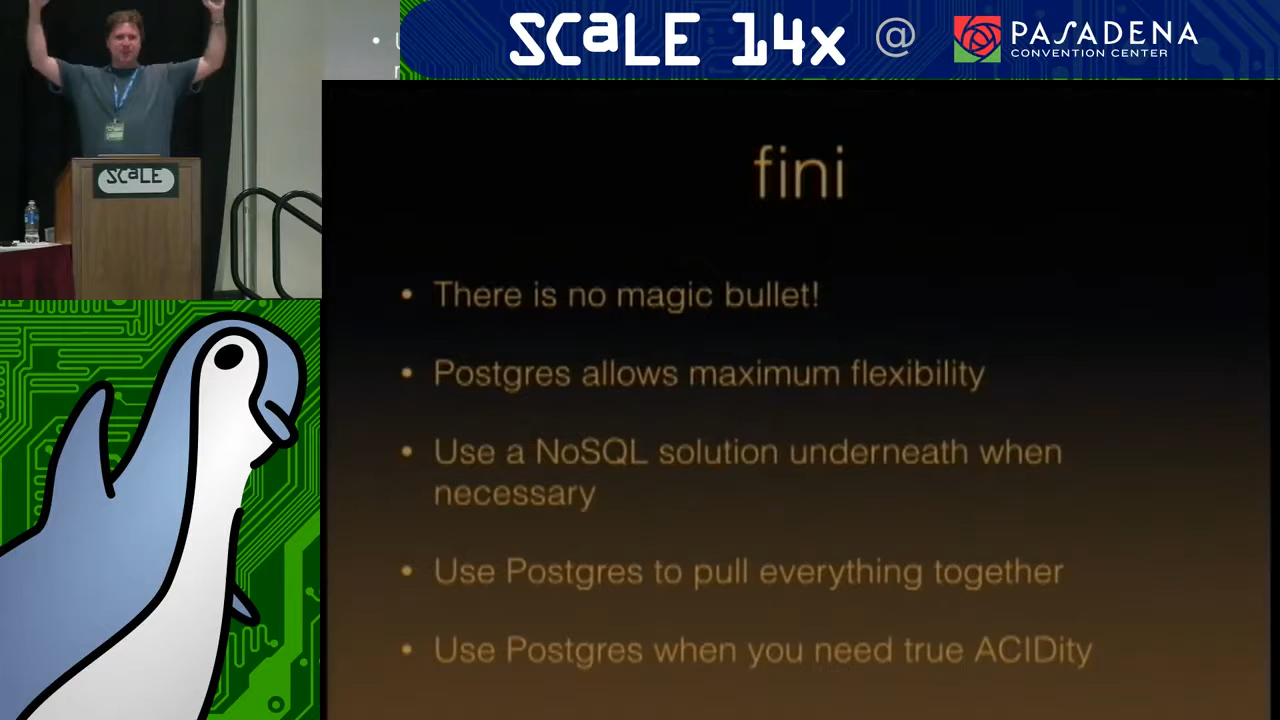 SCALE 14x @ PASADENA
CONVENTION CENTER
SCALE
fini
• There is no magic bullet!
• Postgres allows maximum flexibility
• Use a NoSQL solution underneath when
necessary
• Use Postgres to pull everything together
• Use Postgres when you need true ACIDity